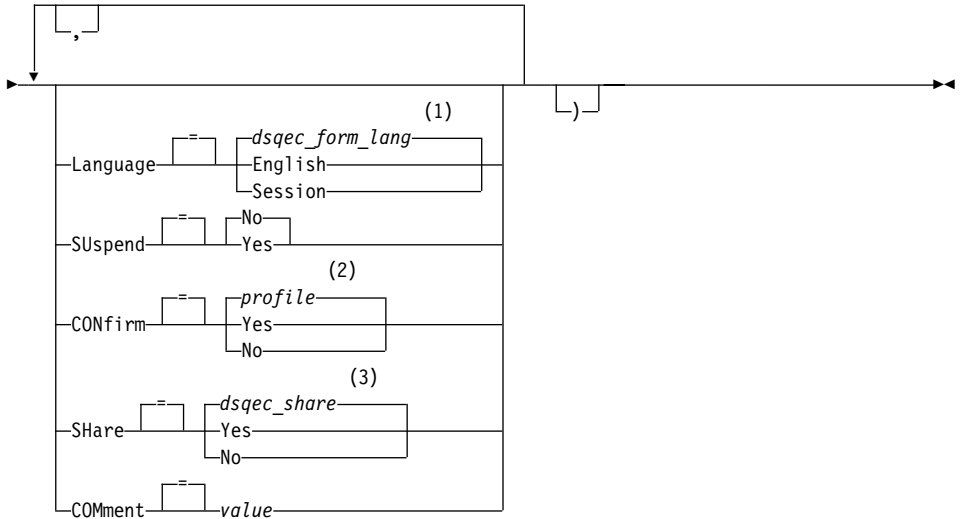 ,
(1)
=
dsqec_form_lang
Language
English
)
Session
=
No
SUspend
Yes
(2)
=
profile
CONfirm
Yes
No
(3)
=
dsqec_share
SHare
Yes
No
=
COMment
value